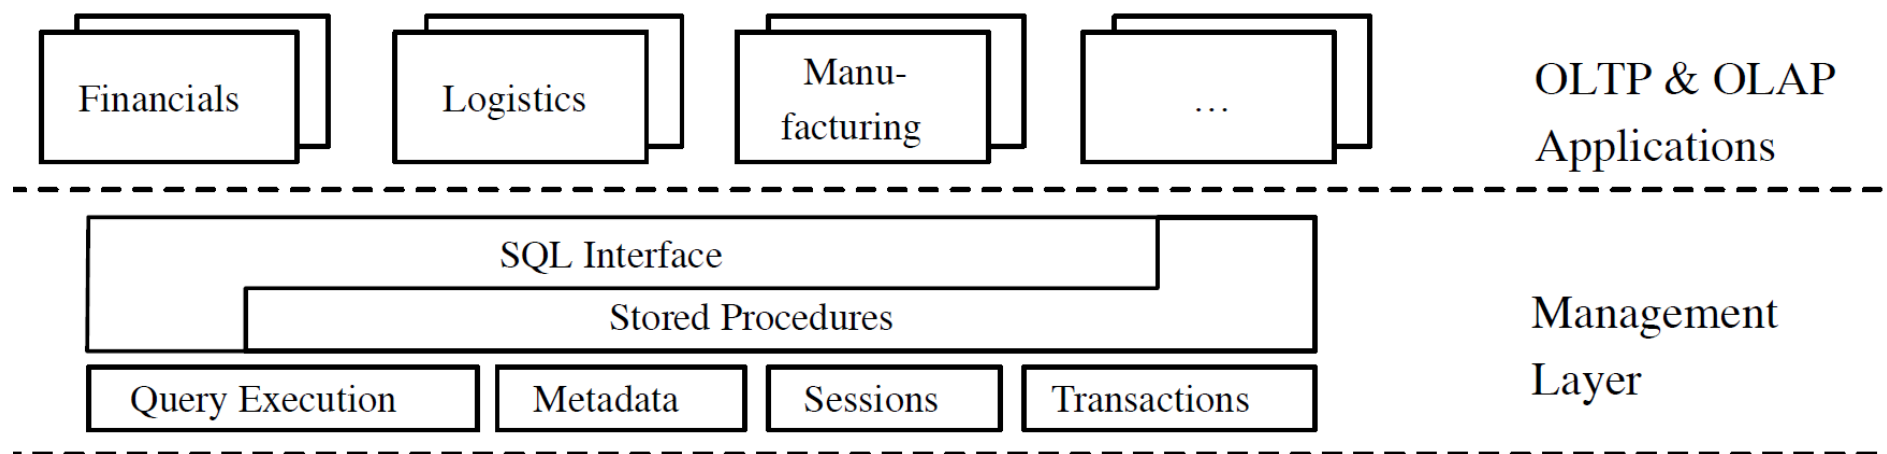 Financials
Logistics
Manu-
facturing
...
OLTP & OLAP
Applications
SQL Interface
Stored Procedures
Management
Layer
Query Execution
Metadata
Sessions
Transactions